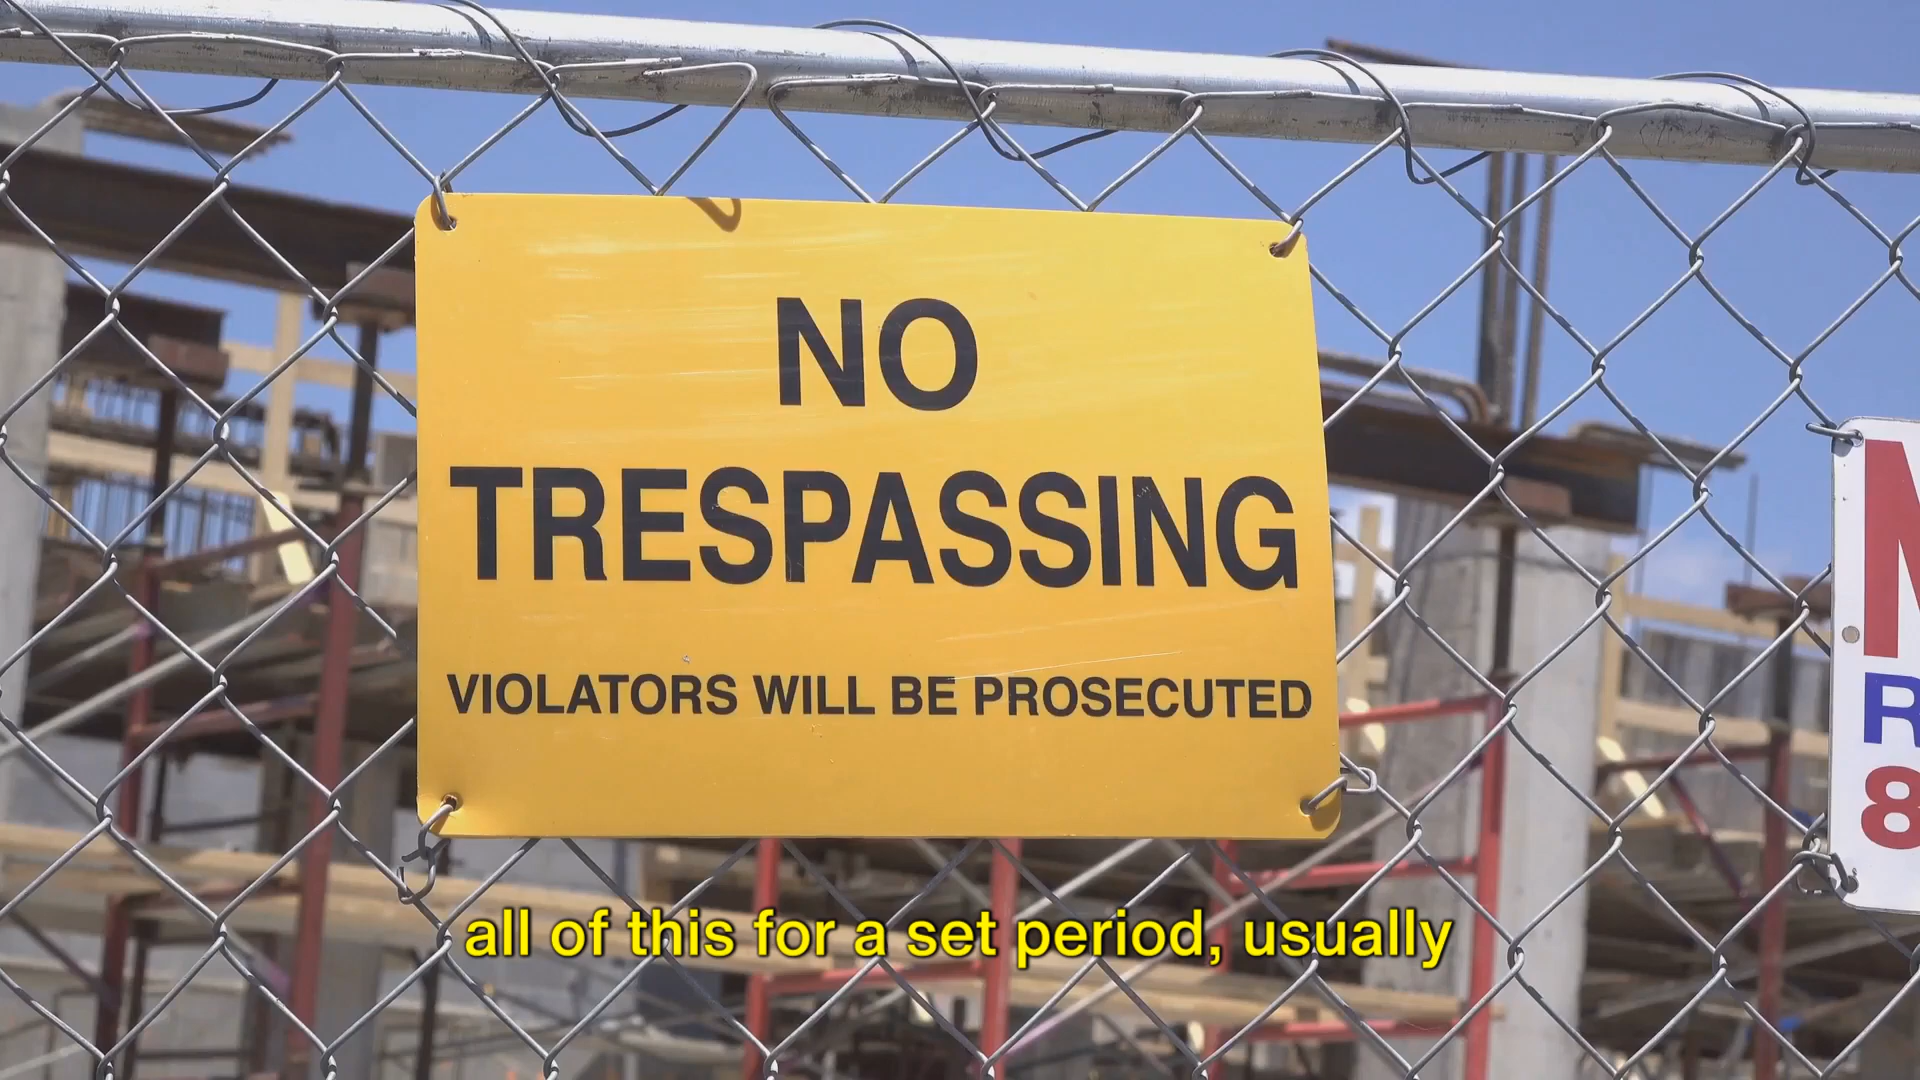 NO
TRESPASSING
VIOLATORS WILL BE PROSECUTED
all of this for a set period, usually